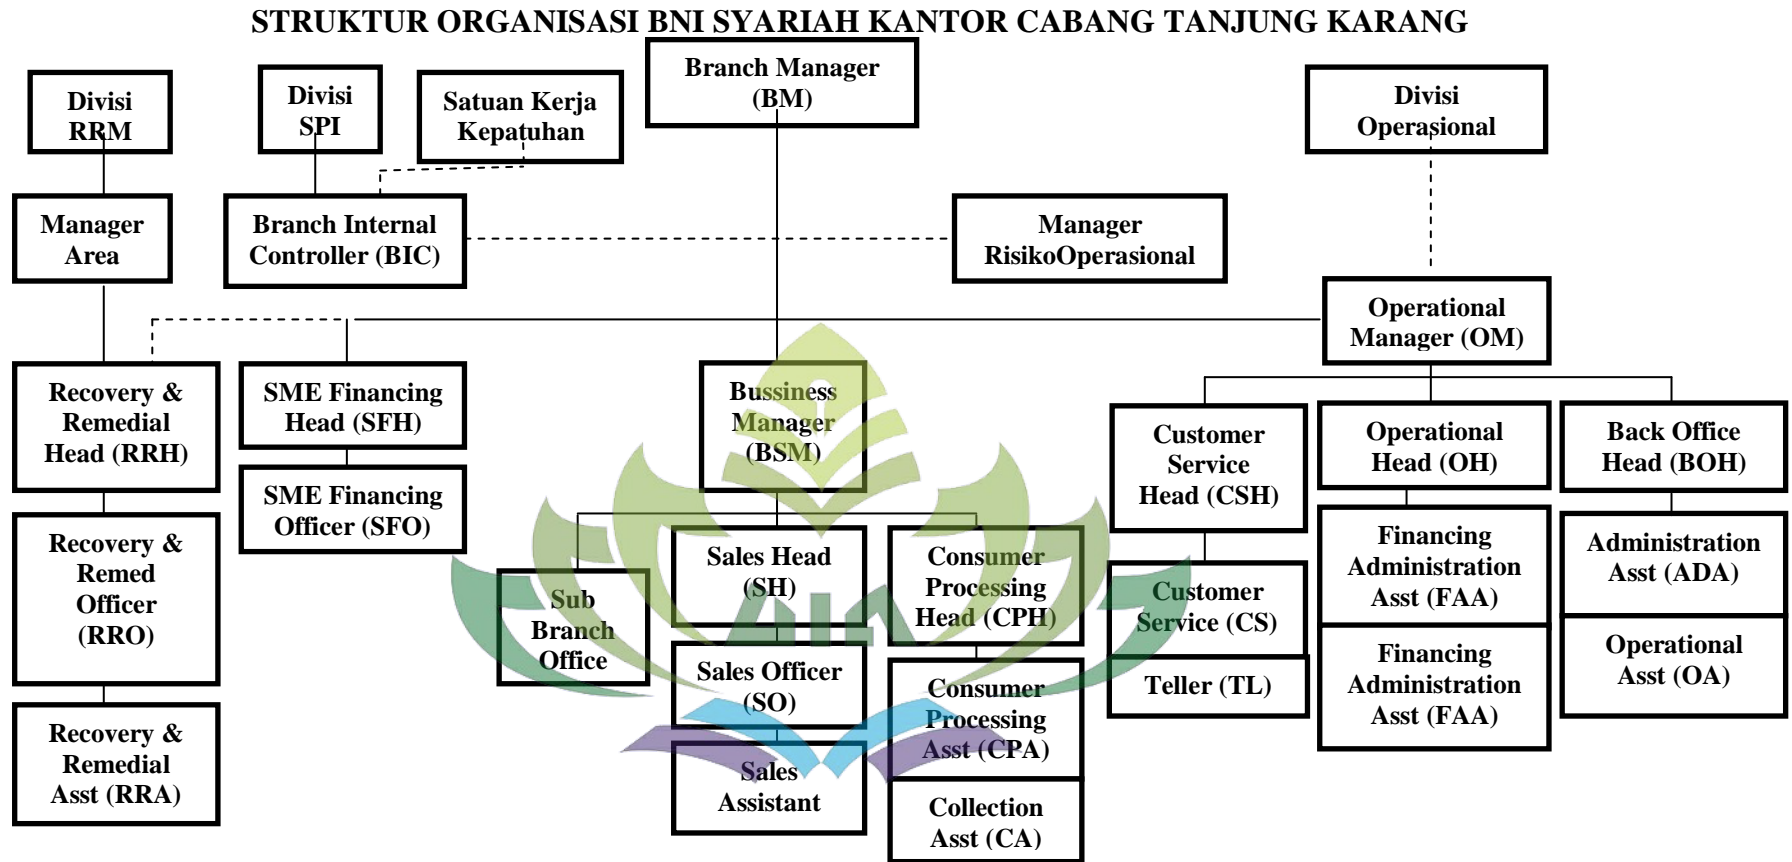 STRUKTUR ORGANISASI BNI SYARIAH KANTOR CABANG TANJUNG KARANG
Divisi
RRM
Divisi
SPI
Satuan Kerja
Kepatuhan
Branch Manager
(BM)
Divisi
Operasional
Manager
Area
Branch Internal
Controller (BIC)
Manager
RisikoOperasional
Operational
Manager (OM)
Recovery &
Remedial
Head (RRH)
SME Financing
Head (SFH)
Bussiness
Manager
(BSM)
Customer
Service
Head (CSH)
Operational
Head (OH)
Back Office
Head (BOH)
Recovery &
Remed
Officer
(RRO)
SME Financing
Officer (SFO)
Sub
Branch
Office
Sales Head
(SH)
Consumer
Processing
Head (CPH)
Customer
Service (CS)
Financing
Administration
Asst (FAA)
Administration
Asst (ADA)
Recovery &
Remedial
Asst (RRA)
Sales Officer
(SO)
Consumer
Processing
Asst (CPA)
Teller (TL)
Financing
Administration
Asst (FAA)
Operational
Asst (OA)
Sales
Assistant
Collection
Asst (CA)